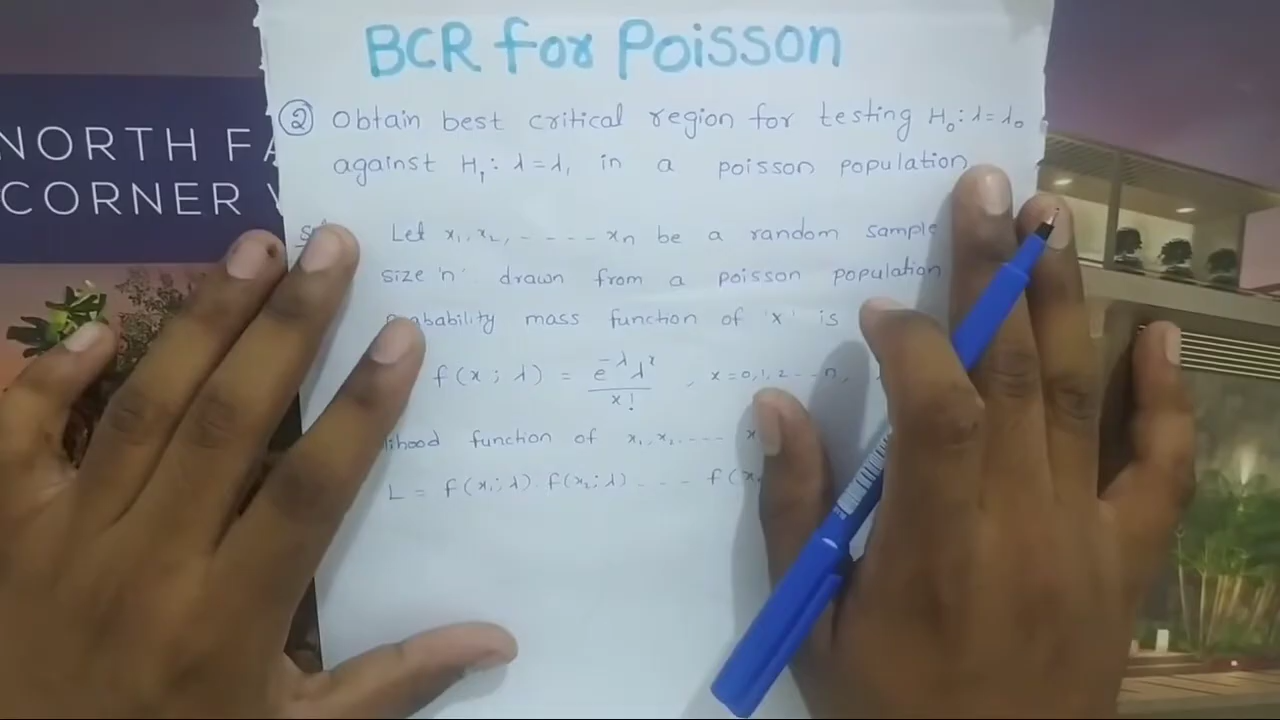 BCR for Poisson
② Obtain best critical region for testing H₀: λ = λ₀
against H₁: λ = λ₁ in a poisson population
Let x₁, x₂, - - - - - xn be a random sample
size 'n' drawn from a poisson population
mass function of 'x' is
f(x; λ) = e^-λ λ^x / x! , x = 0, 1, 2 - - n,
function of x₁, x₂, - - - -
L = f(x₁; λ) . f(x₂; λ) - - -
NORTH
CORNER